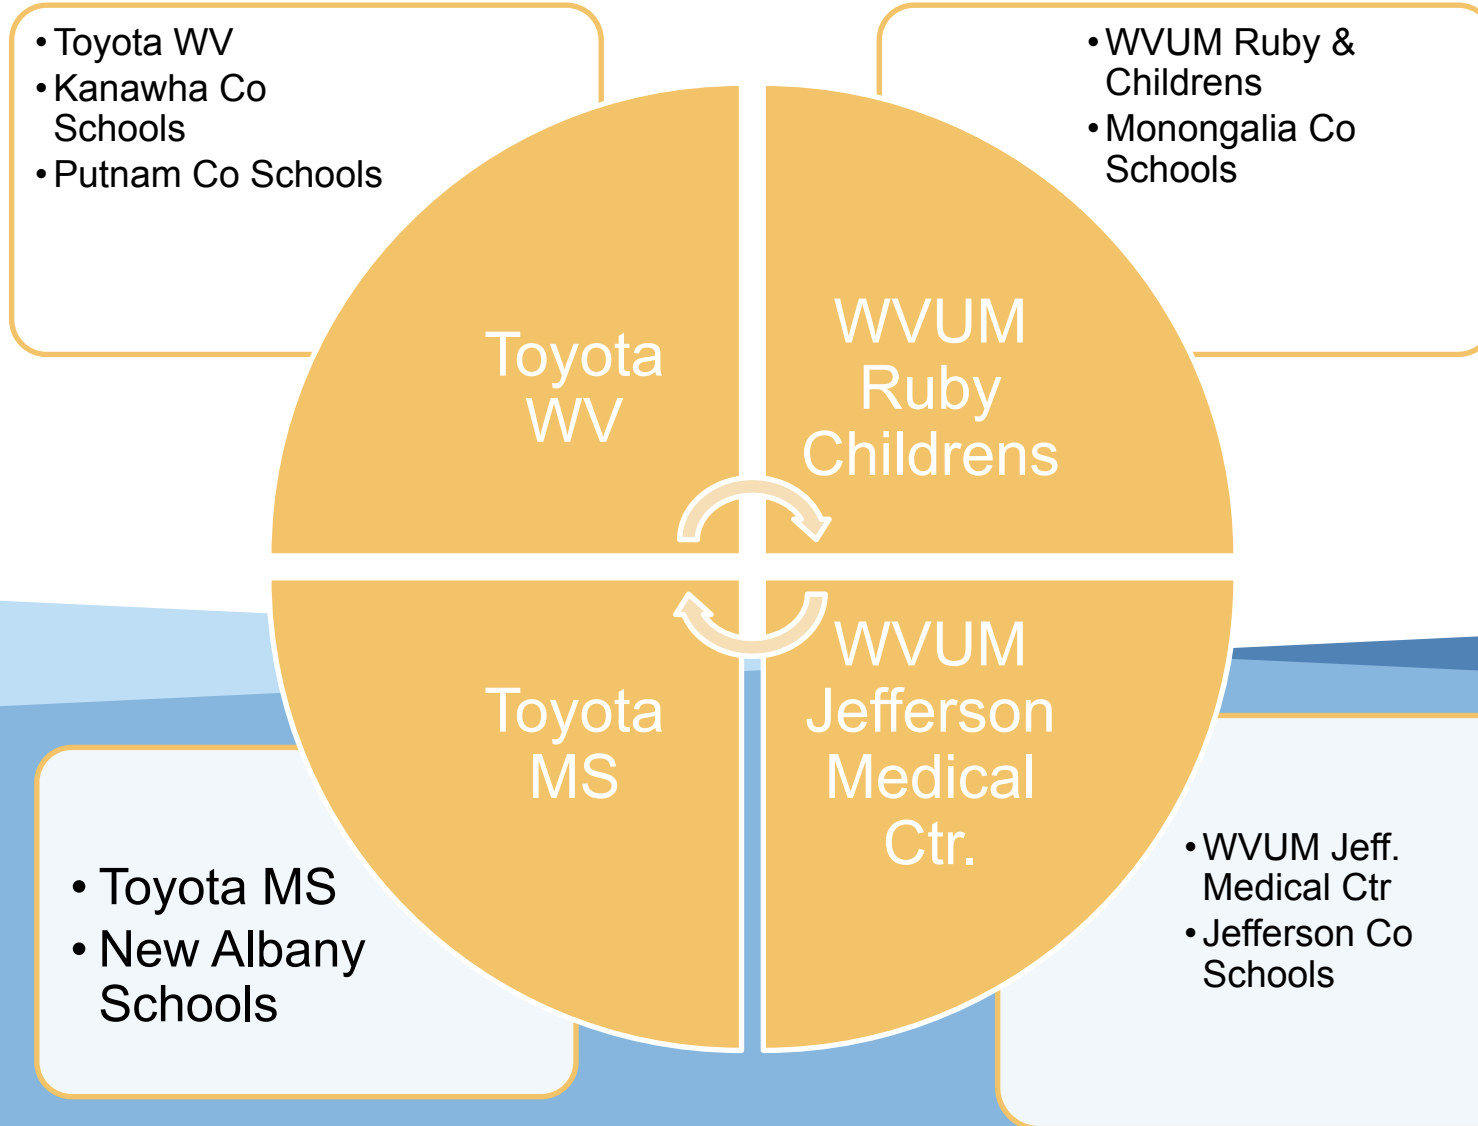 • Toyota WV
• Kanawha Co
Schools
• Putnam Co Schools
• WVUM Ruby &
Childrens
• Monongalia Co
Schools
Toyota
WV
WVUM
Ruby
Childrens
Toyota
MS
WVUM
Jefferson
Medical
Ctr.
• Toyota MS
• New Albany
Schools
• WVUM Jeff.
Medical Ctr
• Jefferson Co
Schools